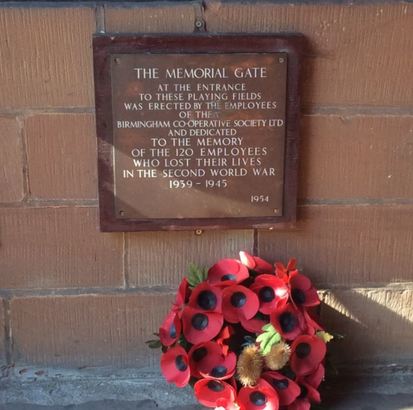 THE MEMORIAL GATE
AT THE ENTRANCE
TO THESE PLAYING FIELDS
WAS ERECTED BY THE EMPLOYEES
OF THE
BIRMINGHAM CO-OPERATIVE SOCIETY LTD
AND DEDICATED
TO THE MEMORY
OF THE 120 EMPLOYEES
WHO LOST THEIR LIVES
IN THE SECOND WORLD WAR
1939 - 1945
1954